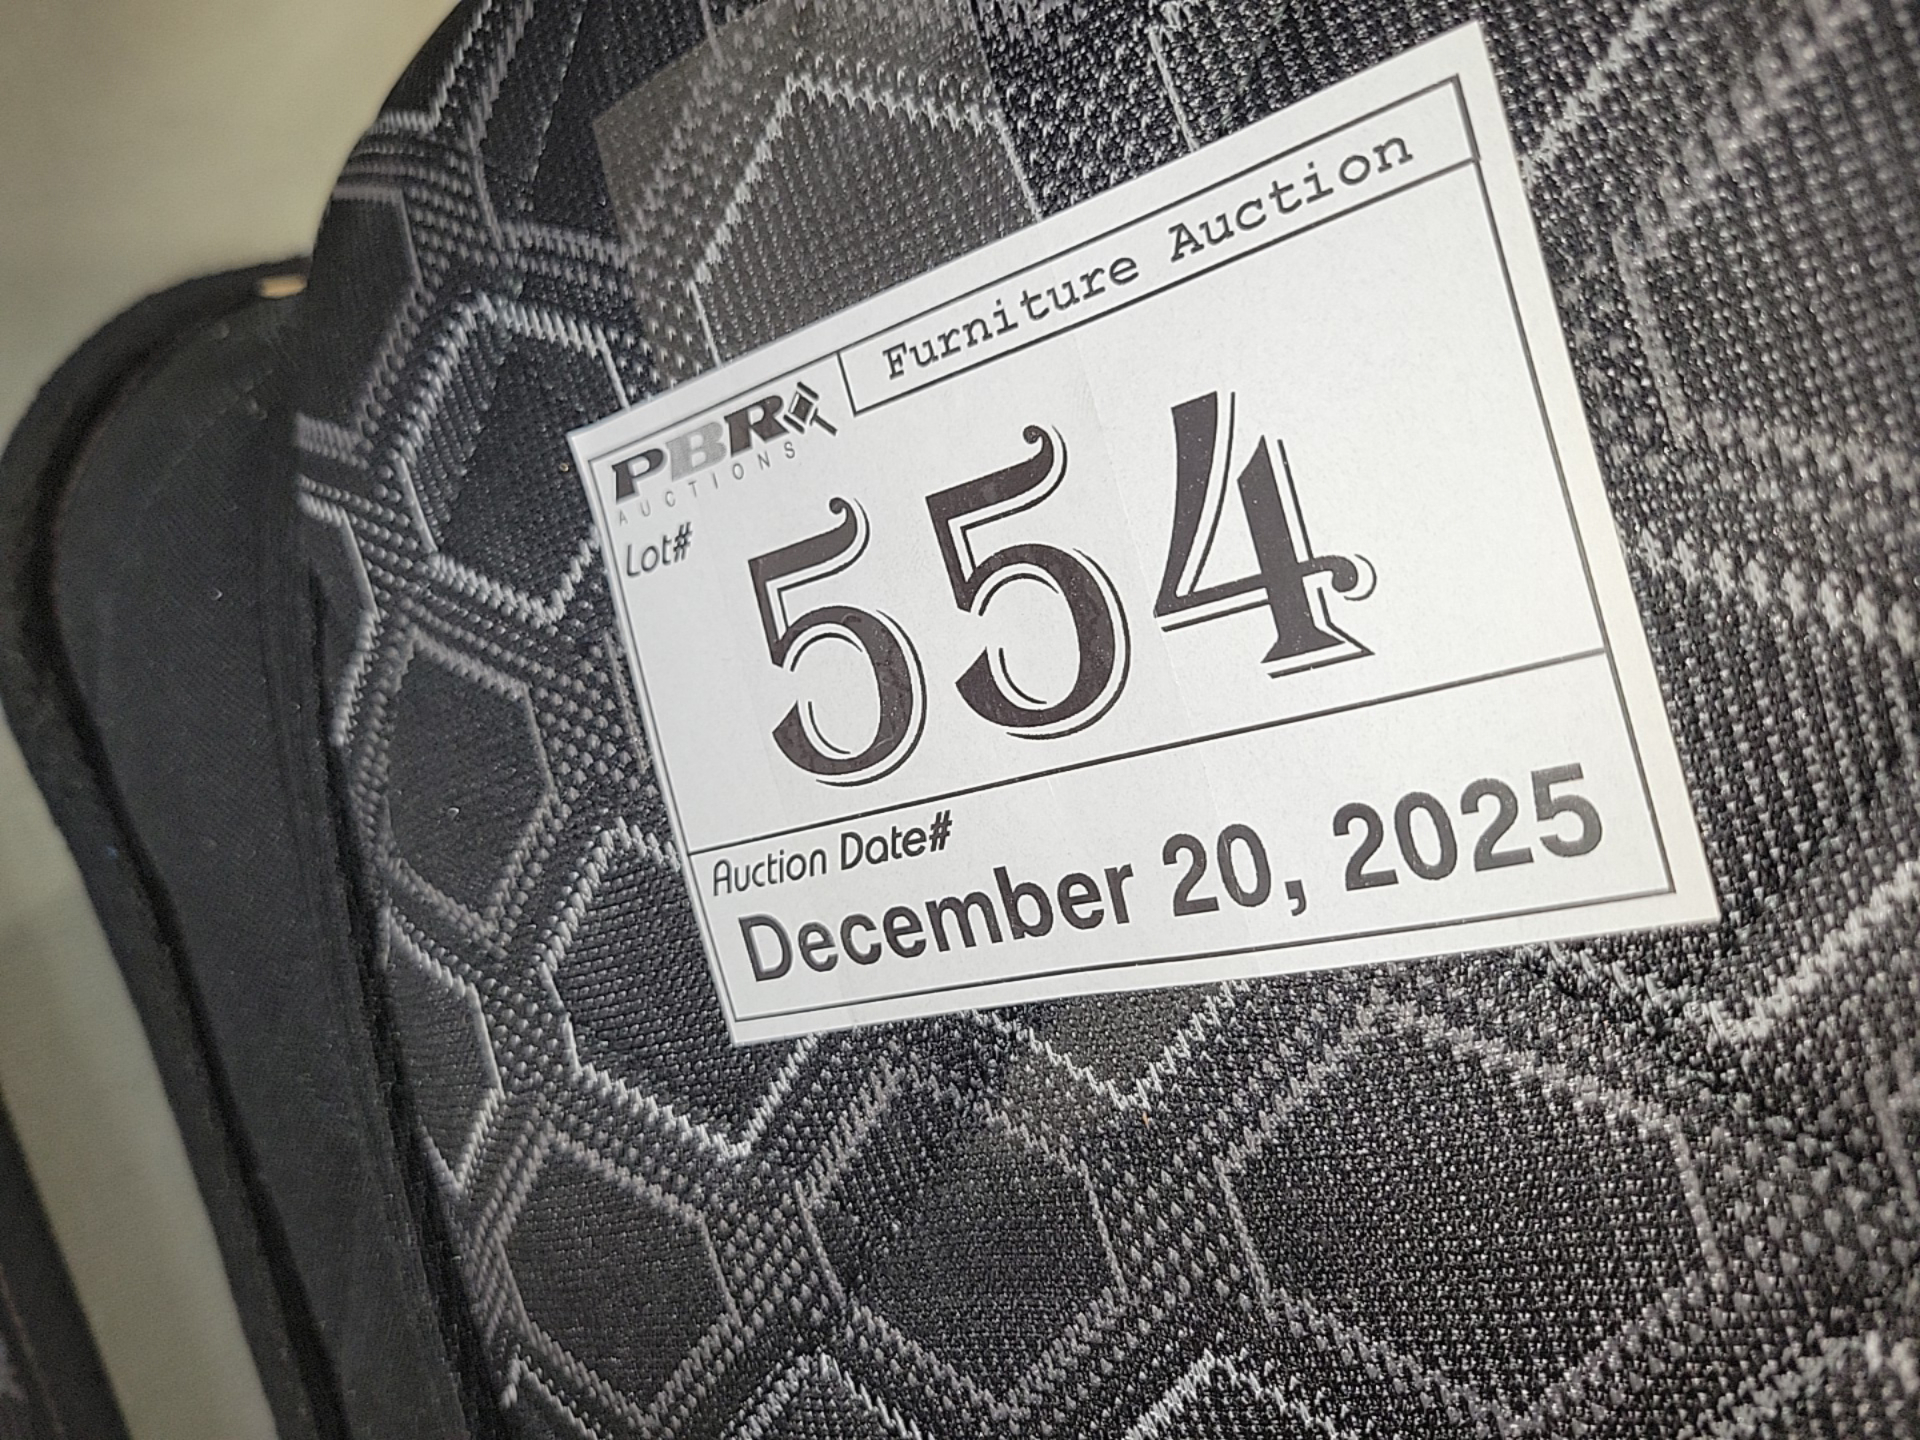 Furniture Auction
PBR
AUCTIONS
Lot#
554
Auction Date#
December 20, 2025